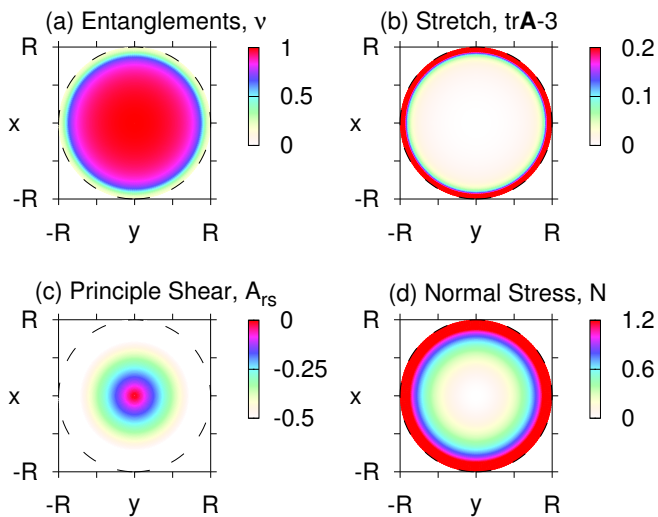 (a) Entanglements, ν
(b) Stretch, trA-3
R
x
-R
-R
y
R
1
0.5
0
R
x
-R
-R
y
R
0.2
0.1
0
(c) Principle Shear, A_rs
(d) Normal Stress, N
R
x
-R
-R
y
R
0
-0.25
-0.5
R
x
-R
-R
y
R
1.2
0.6
0